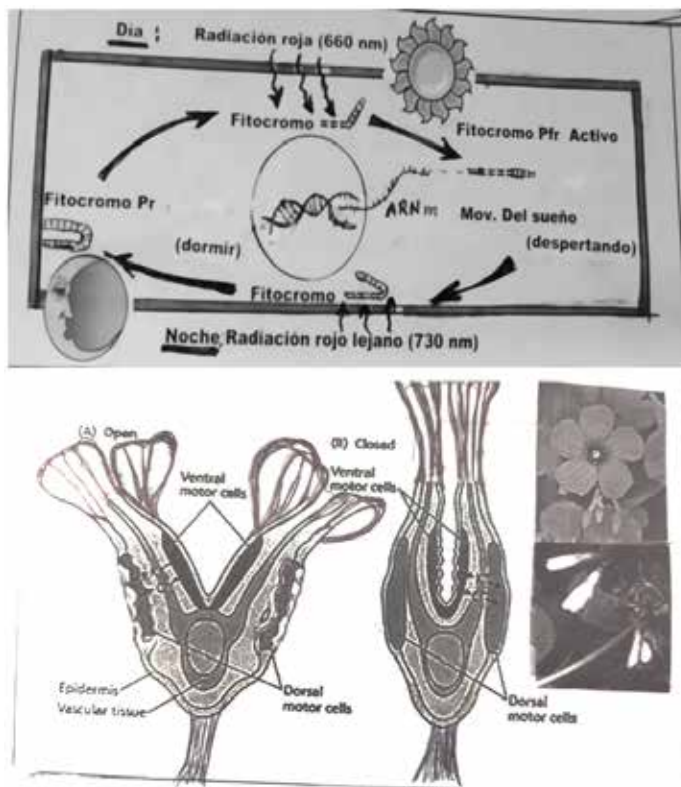 Dia :
Radiación roja (660 nm)
Fitocromo
Fitocromo Pfr Activo
Fitocromo Pr
ARN m
Mov. Del sueño
(dormir)
(despertando)
Fitocromo
Noche, Radiación rojo lejano (730 nm)
(A) Open
(B) Closed
Ventral
motor cells
Ventral
motor cells
Epidermis
Vascular tissue
Dorsal
motor cells
Dorsal
motor cells